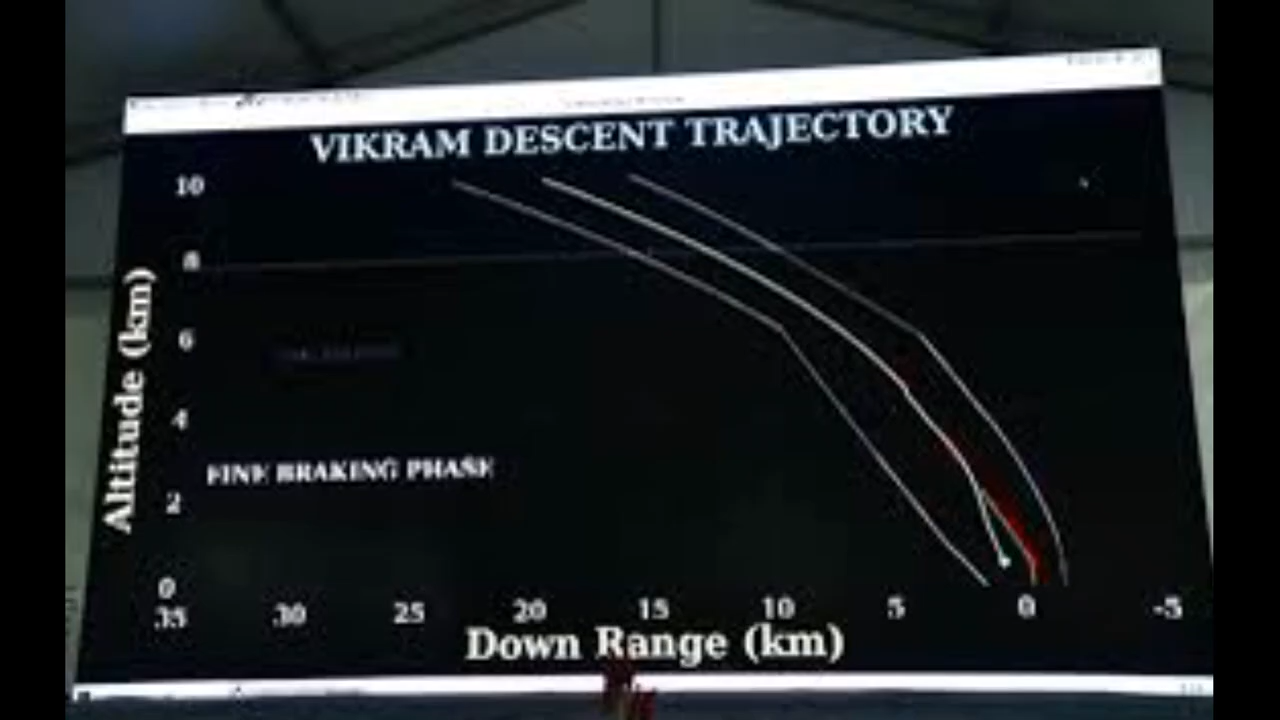 VIKRAM DESCENT TRAJECTORY
10
8
6
4
2
0
Altitude (km)
FINE BRAKING PHASE
35 30 25 20 15 10 5 0 -5
Down Range (km)